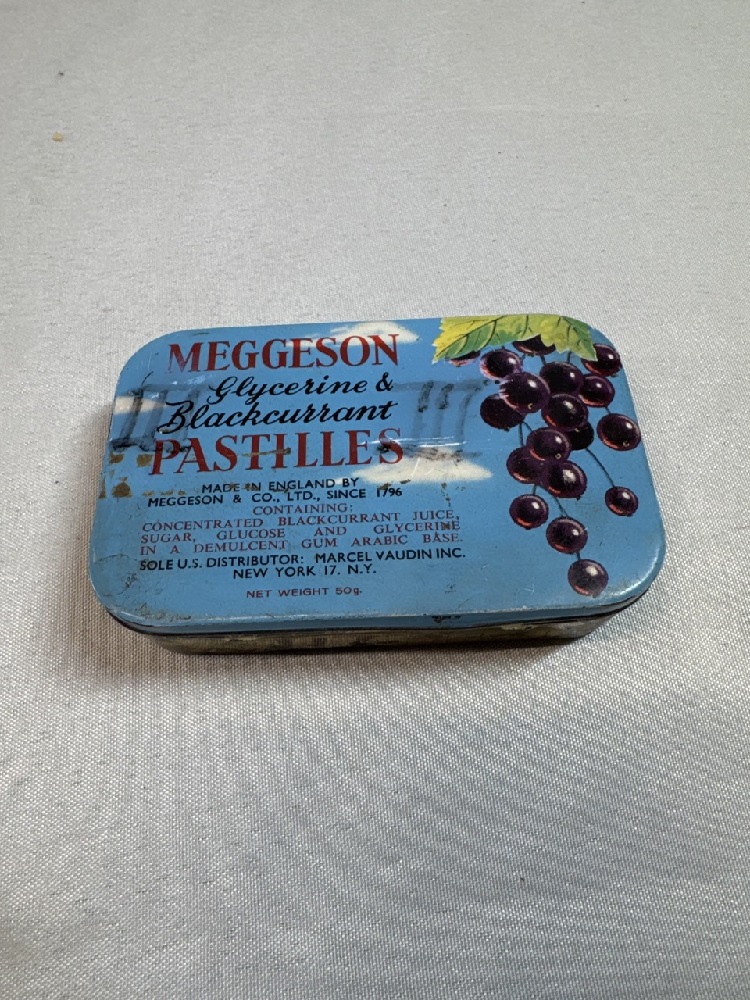 MEGGESON
Glycerine &
Blackcurrant
PASTILLES
MADE IN ENGLAND BY
MEGGESON & CO., LTD., SINCE 1796
CONTAINING:
CONCENTRATED BLACKCURRANT JUICE,
SUGAR, GLUCOSE AND GLYCERINE
IN A DEMULCENT GUM ARABIC BASE.
SOLE U.S. DISTRIBUTOR: MARCEL VAUDIN INC.
NEW YORK 17. N.Y.
NET WEIGHT 50g.